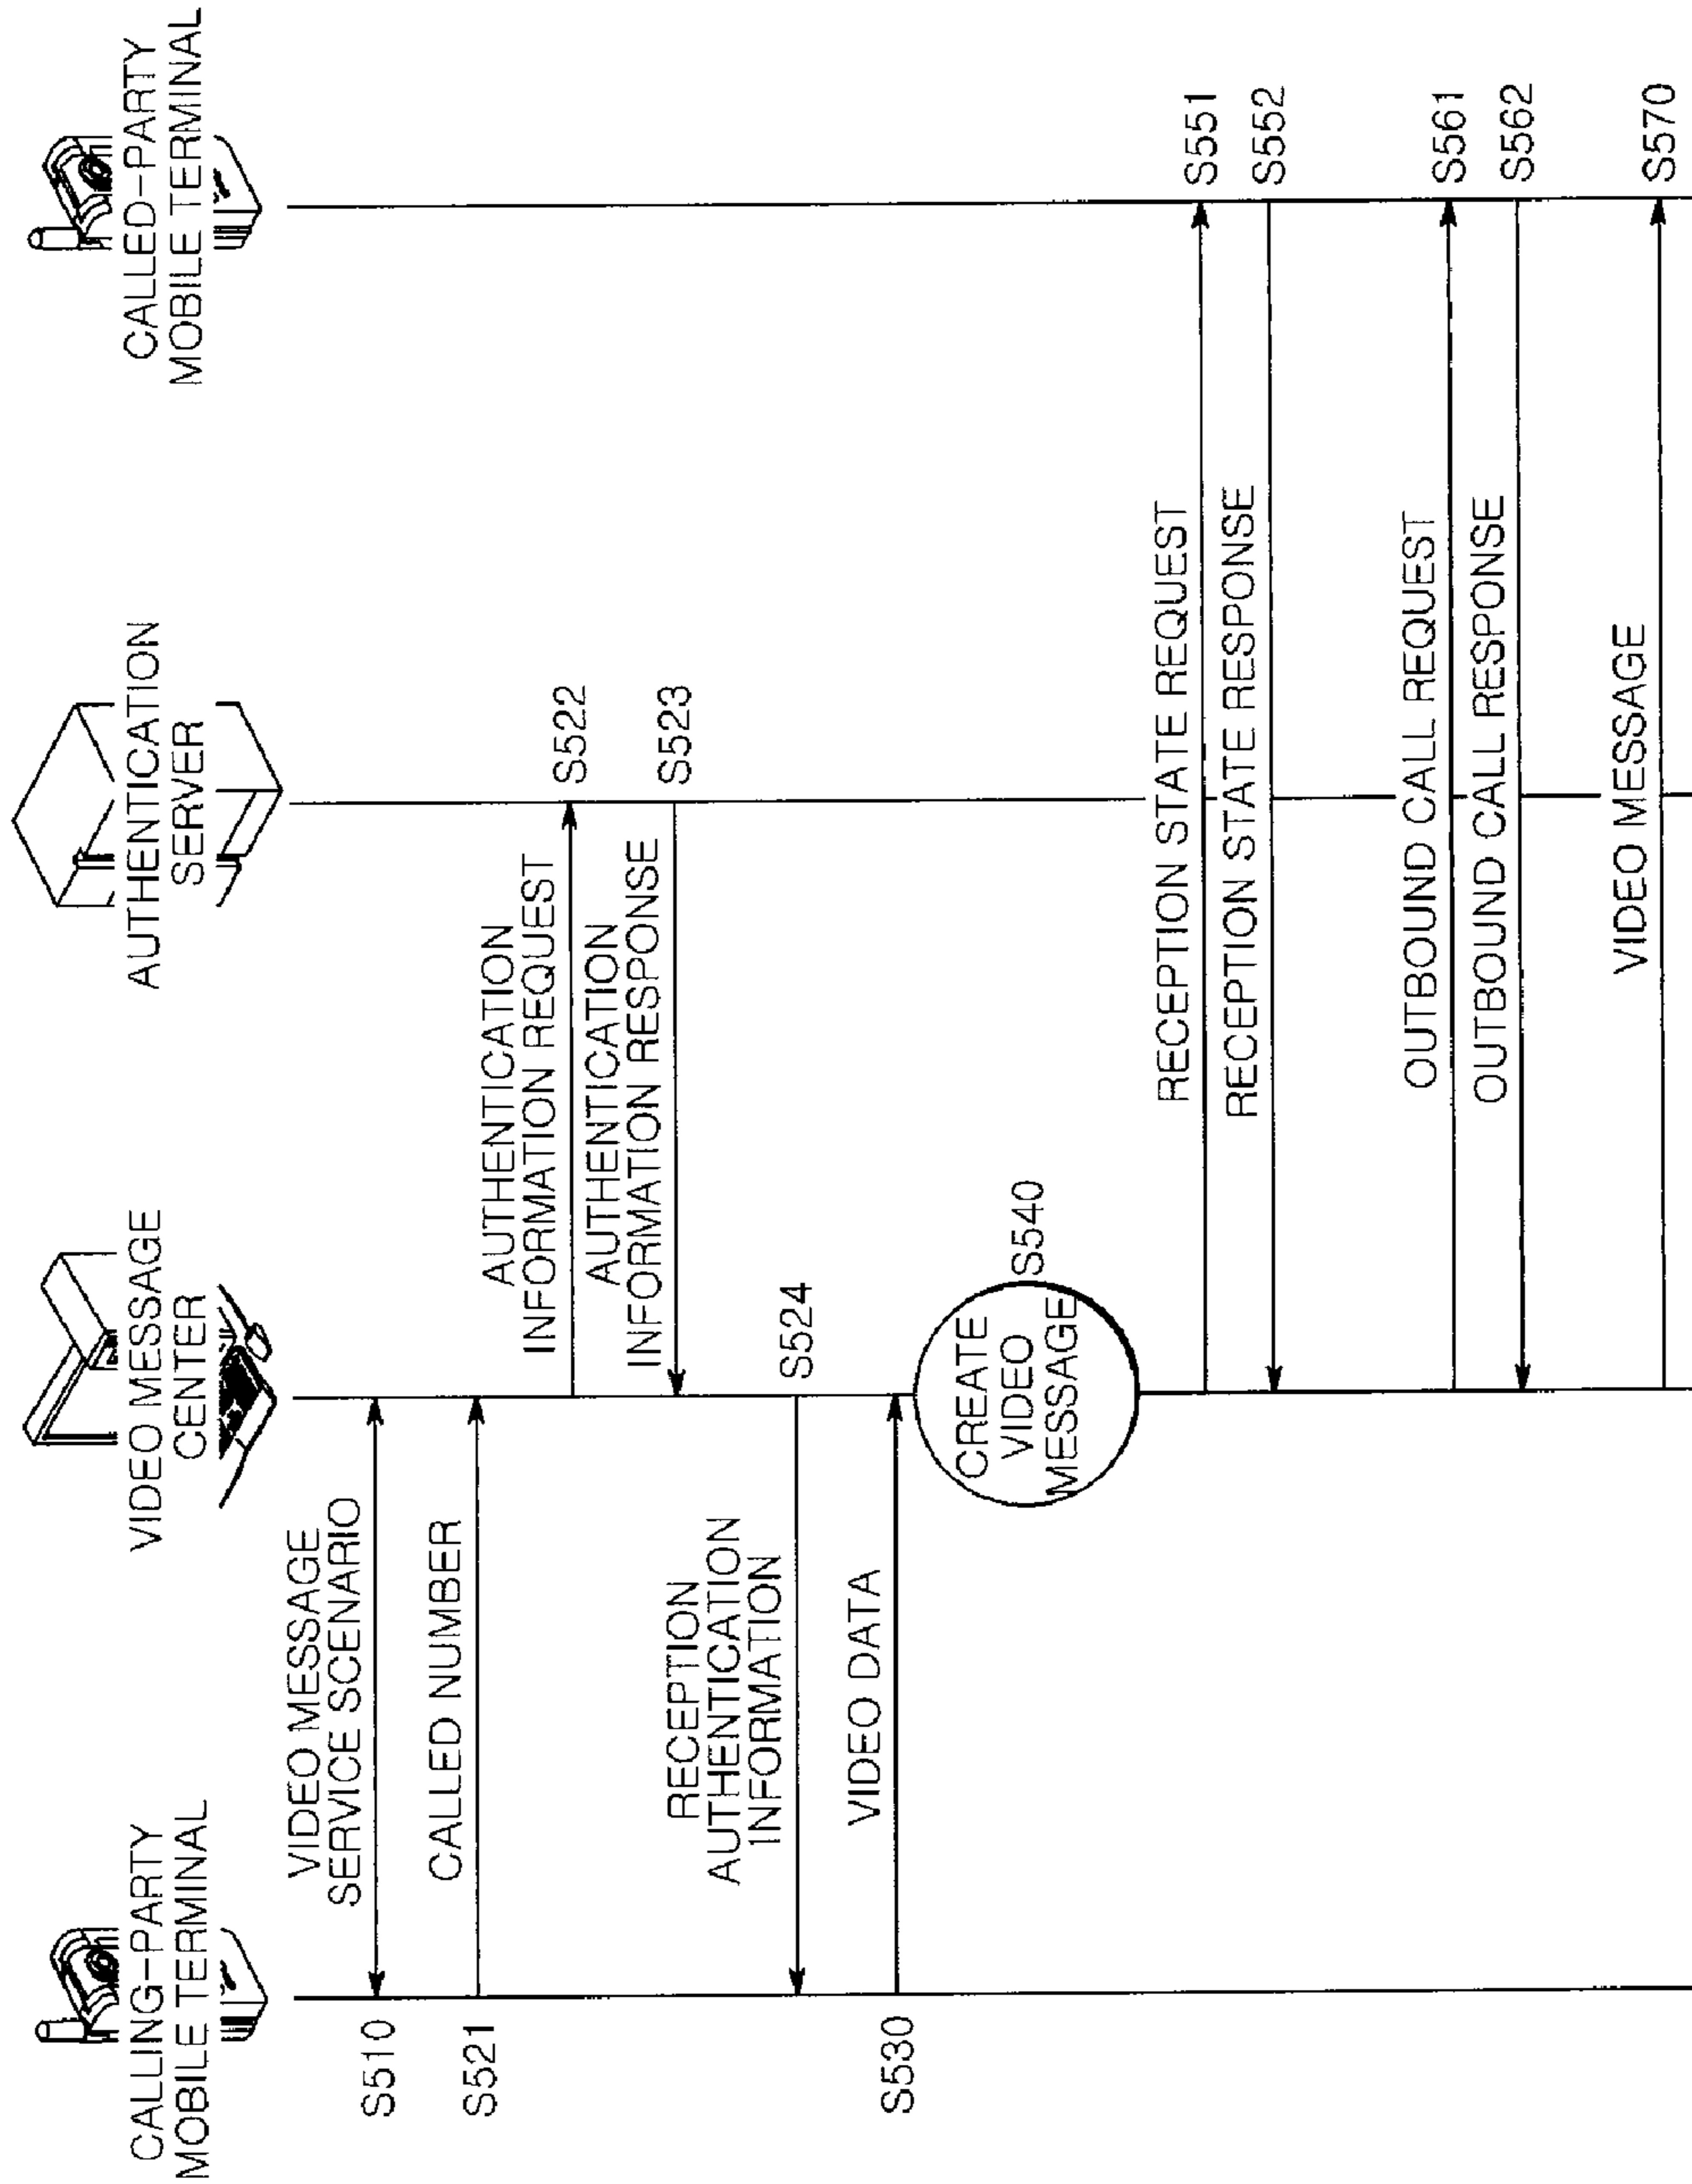 CALLING-PARTY
MOBILE TERMINAL
VIDEO MESSAGE
CENTER
AUTHENTICATION
SERVER
CALLED-PARTY
MOBILE TERMINAL
S510
VIDEO MESSAGE
SERVICE SCENARIO
S521
CALLED NUMBER
AUTHENTICATION
INFORMATION REQUEST
S522
AUTHENTICATION
INFORMATION RESPONSE
S523
RECEPTION
AUTHENTICATION
INFORMATION
S524
S530
VIDEO DATA
CREATE
VIDEO
MESSAGE
S540
RECEPTION STATE REQUEST
S551
RECEPTION STATE RESPONSE
S552
OUTBOUND CALL REQUEST
S561
OUTBOUND CALL RESPONSE
S562
VIDEO MESSAGE
S570